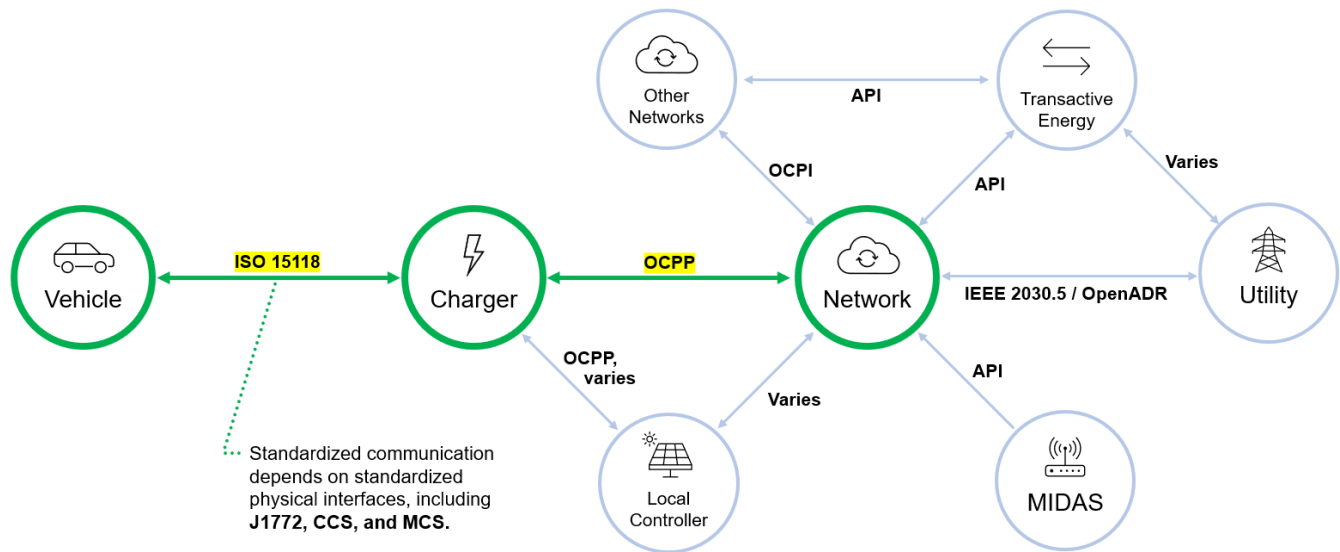 Other
Networks
API
Transactive
Energy
OCPI
API
Varies
Vehicle
ISO 15118
Charger
OCPP
Network
IEEE 2030.5 / OpenADR
Utility
OCPP,
varies
Varies
API
Local
Controller
MIDAS
Standardized communication
depends on standardized
physical interfaces, including
J1772, CCS, and MCS.